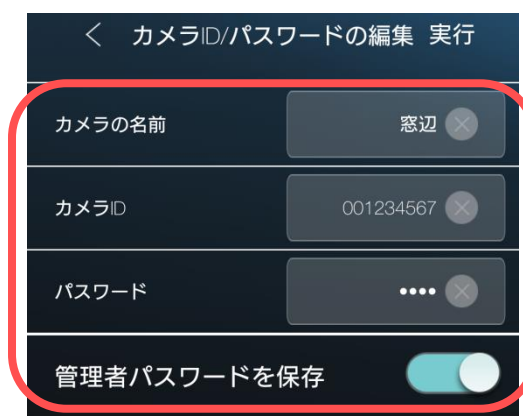 < カメラID/パスワードの編集 実行
カメラの名前 窓辺
カメラID 001234567
パスワード ••••
管理者パスワードを保存